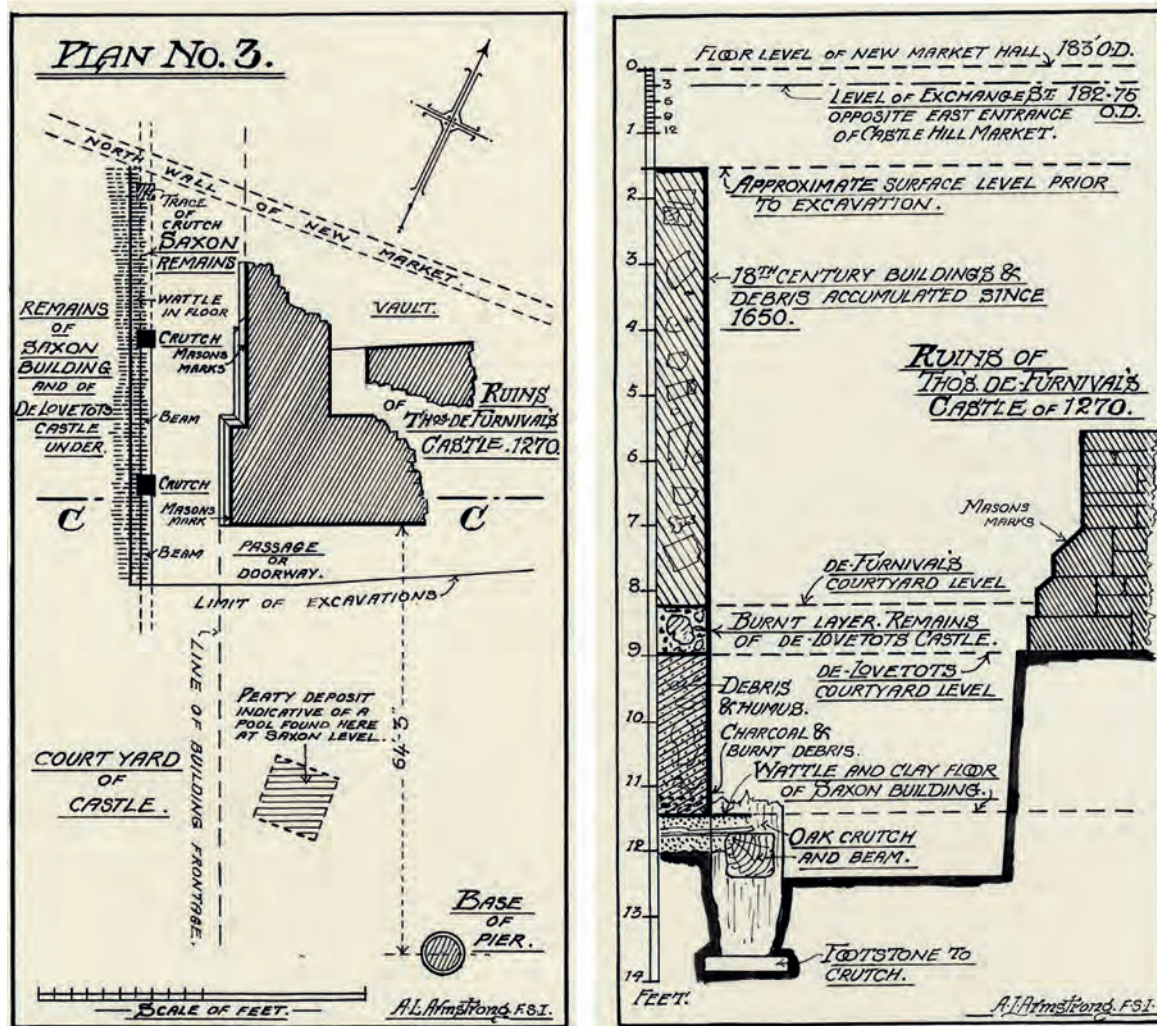 PLAN NO. 3.
NORTH WALL OF NEW MARKET
TRACE
OF
CRUTCH
SAXON
REMAINS
WATTLE
IN FLOOR
VAULT.
REMAINS
OF
SAXON
BUILDING
AND OF
DE LOVETOTS
CASTLE
UNDER.
CRUTCH
MASONS
MARKS
BEAM
RUINS
OF THOS DE FURNIVAL'S
CASTLE. 1270.
CRUTCH
C
C
MASONS
MARK
BEAM
PASSAGE
OR
DOORWAY.
LIMIT OF EXCAVATIONS
LINE OF BUILDING FRONTAGE.
PEATY DEPOSIT
INDICATIVE OF A
POOL FOUND HERE
AT SAXON LEVEL.
64'-3"
COURT YARD
OF
CASTLE.
BASE
OF
PIER.
SCALE OF FEET.
A.L. Armstrong. F.S.I.
FLOOR LEVEL OF NEW MARKET HALL 183' O.D.
0
3
6
9
12
1
LEVEL OF EXCHANGE ST 182.75
OPPOSITE EAST ENTRANCE O.D.
OF CASTLE HILL MARKET.
2
APPROXIMATE SURFACE LEVEL PRIOR
TO EXCAVATION.
3
18TH CENTURY BUILDINGS &
DEBRIS ACCUMULATED SINCE
1650.
4
5
RUINS OF
THOS. DE-FURNIVAL'S
CASTLE OF 1270.
6
7
MASONS
MARKS
8
DE-FURNIVAL'S
COURTYARD LEVEL
BURNT LAYER. REMAINS
OF DE-LOVETOTS CASTLE.
9
DE-LOVETOTS
COURTYARD LEVEL
DEBRIS
& HUMUS.
10
CHARCOAL &
BURNT DEBRIS.
11
WATTLE AND CLAY FLOOR
OF SAXON BUILDING.
12
OAK CRUTCH
AND BEAM.
13
FOOTSTONE TO
CRUTCH.
14
FEET.
A.L. Armstrong. F.S.I.